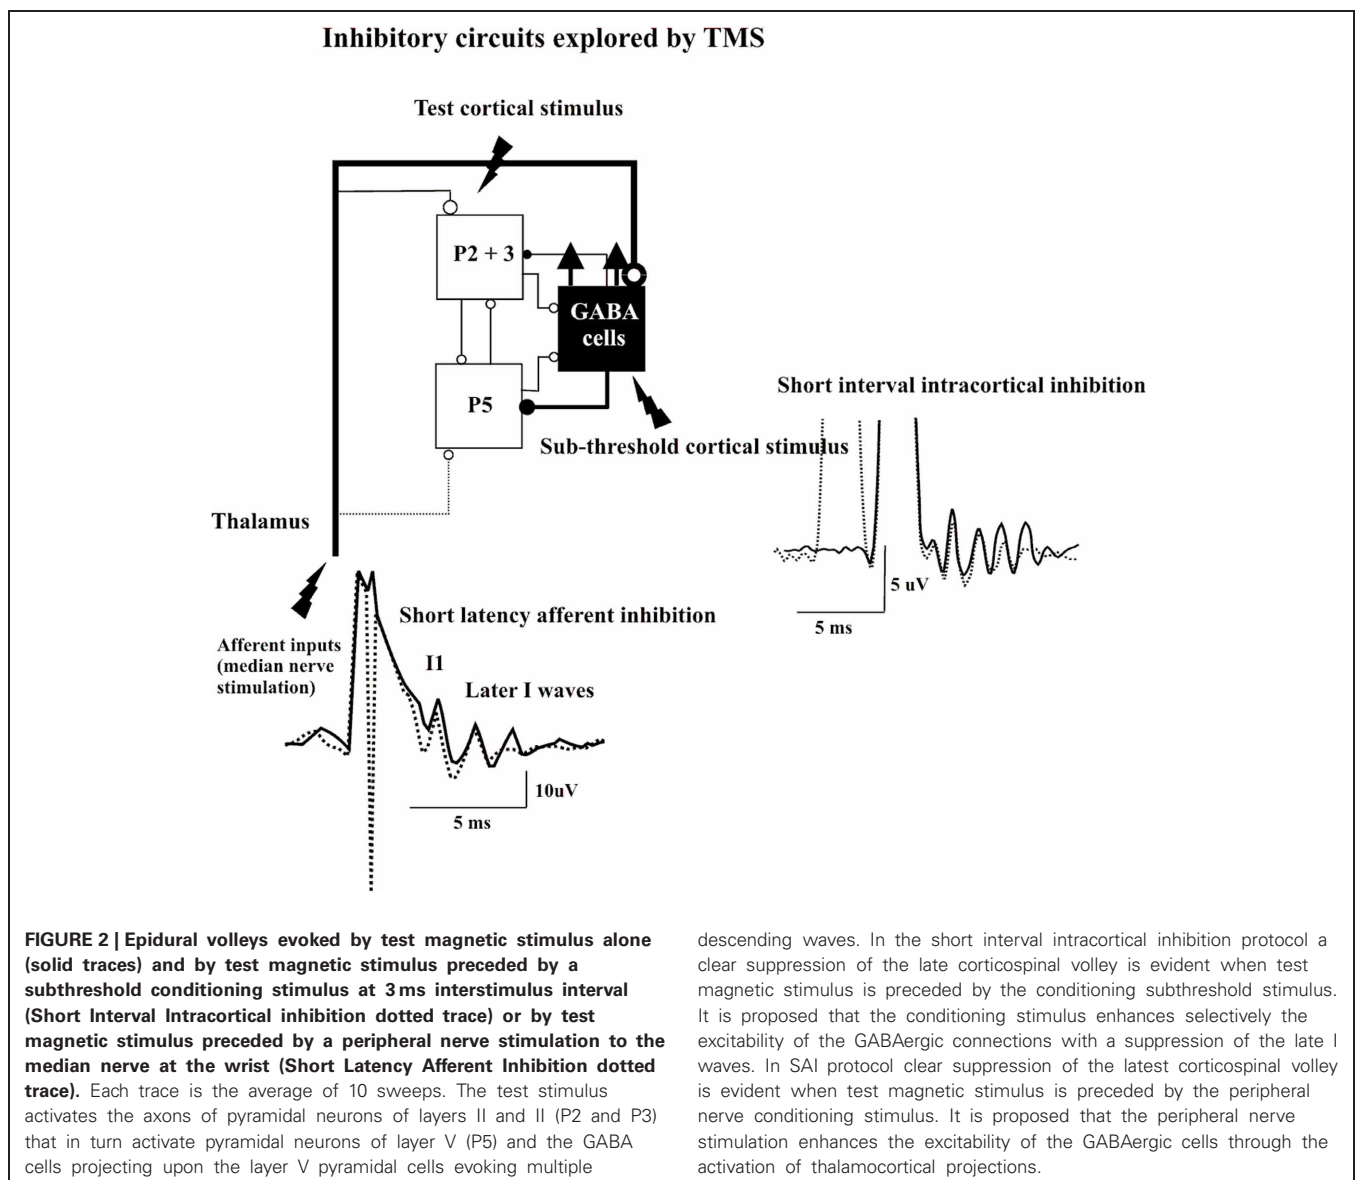 Inhibitory circuits explored by TMS
Test cortical stimulus
P2 + 3
GABA
cells
P5
Short interval intracortical inhibition
Sub-threshold cortical stimulus
Thalamus
5 uV
5 ms
Short latency afferent inhibition
Afferent inputs
(median nerve
stimulation)
I1
Later I waves
10uV
5 ms
FIGURE 2 | Epidural volleys evoked by test magnetic stimulus alone
(solid traces) and by test magnetic stimulus preceded by a
subthreshold conditioning stimulus at 3 ms interstimulus interval
(Short Interval Intracortical inhibition dotted trace) or by test
magnetic stimulus preceded by a peripheral nerve stimulation to the
median nerve at the wrist (Short Latency Afferent Inhibition dotted
trace). Each trace is the average of 10 sweeps. The test stimulus
activates the axons of pyramidal neurons of layers II and II (P2 and P3)
that in turn activate pyramidal neurons of layer V (P5) and the GABA
cells projecting upon the layer V pyramidal cells evoking multiple
descending waves. In the short interval intracortical inhibition protocol a
clear suppression of the late corticospinal volley is evident when test
magnetic stimulus is preceded by the conditioning subthreshold stimulus.
It is proposed that the conditioning stimulus enhances selectively the
excitability of the GABAergic connections with a suppression of the late I
waves. In SAI protocol clear suppression of the latest corticospinal volley
is evident when test magnetic stimulus is preceded by the peripheral
nerve conditioning stimulus. It is proposed that the peripheral nerve
stimulation enhances the excitability of the GABAergic cells through the
activation of thalamocortical projections.